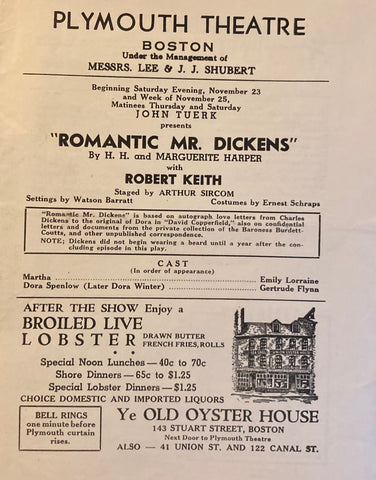 PLYMOUTH THEATRE
BOSTON
Under the Management of
MESSRS. LEE & J. J. SHUBERT
Beginning Saturday Evening, November 23
and Week of November 25,
Matinees Thursday and Saturday
JOHN TUERK
presents
"ROMANTIC MR. DICKENS"
By H. H. and MARGUERITE HARPER
with
ROBERT KEITH
Staged by ARTHUR SIRCOM
Settings by Watson Barratt Costumes by Ernest Schraps
"Romantic Mr. Dickens" is based on autograph love letters from Charles
Dickens to the original of Dora in "David Copperfield," also on confidential
letters and documents from the private collection of the Baroness Burdett-
Coutts, and other unpublished correspondence.
NOTE; Dickens did not begin wearing a beard until a year after the con-
cluding episode in this play.
CAST
(In order of appearance)
Martha Emily Lorraine
Dora Spenlow (Later Dora Winter) Gertrude Flynn
AFTER THE SHOW Enjoy a
BROILED LIVE
LOBSTER DRAWN BUTTER
FRENCH FRIES, ROLLS
Special Noon Lunches — 40c to 70c
Shore Dinners — 65c to $1.25
Special Lobster Dinners — $1.25
CHOICE DOMESTIC AND IMPORTED LIQUORS
BELL RINGS
one minute before
Plymouth curtain
rises.
Ye OLD OYSTER HOUSE
143 STUART STREET, BOSTON
Next Door to Plymouth Theatre
ALSO — 41 UNION ST. AND 122 CANAL ST.